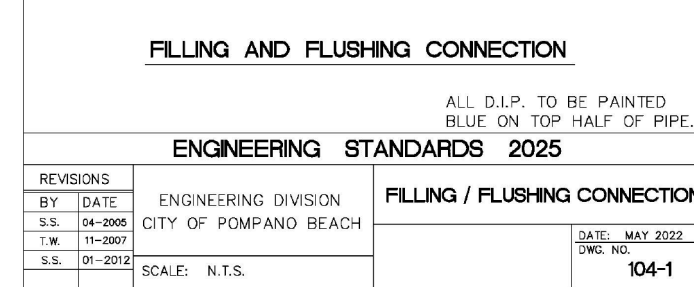 FILLING AND FLUSHING CONNECTION
ALL D.I.P. TO BE PAINTED
BLUE ON TOP HALF OF PIPE.
ENGINEERING STANDARDS 2025
REVISIONS
BY DATE
S.S. 04-2005
T.W. 11-2007
S.S. 01-2012
ENGINEERING DIVISION
CITY OF POMPANO BEACH
SCALE: N.T.S.
FILLING / FLUSHING CONNECTION
DATE: MAY 2022
DWG. NO.
104-1